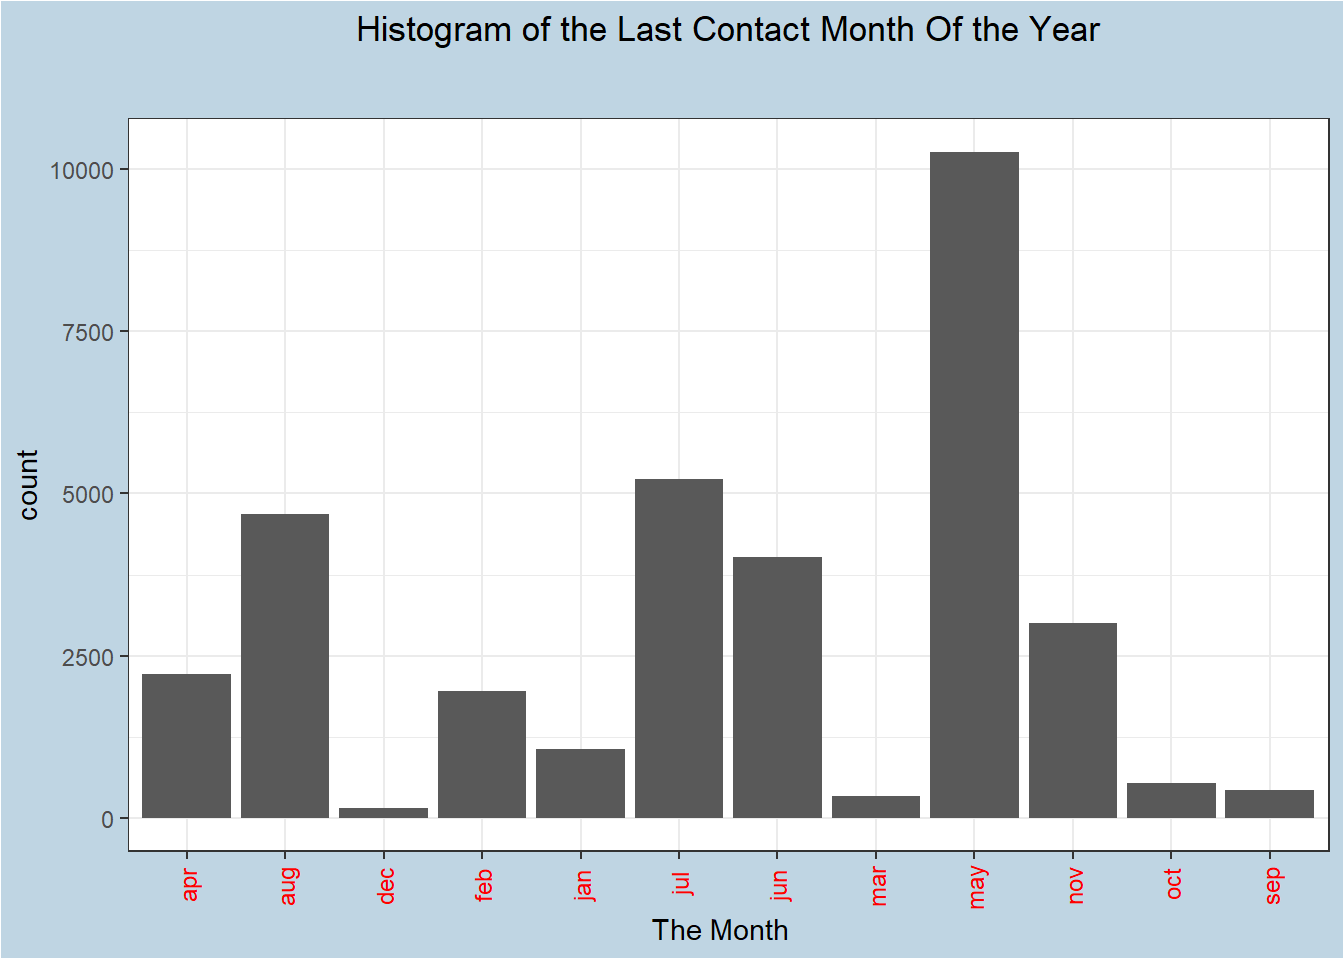 Histogram of the Last Contact Month Of the Year
10000
7500
5000
2500
0
count
apr
aug
dec
feb
jan
jul
jun
mar
may
nov
oct
sep
The Month